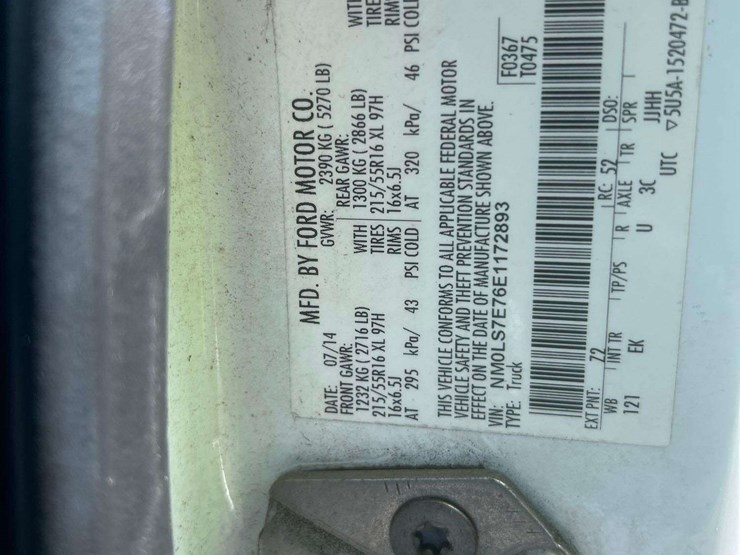 MFD. BY FORD MOTOR CO.
DATE: 07/14 GVWR: 2390 KG ( 5270 LB)
FRONT GAWR: REAR GAWR:
1232 KG ( 2716 LB) WITH 1300 KG ( 2866 LB) WIT
215/55R16 XL 97H TIRES 215/55R16 XL 97H TIRE
16x6.5J RIMS 16x6.5J RIM
AT 295 kPa/ 43 PSI COLD AT 320 kPa/ 46 PSI COL
THIS VEHICLE CONFORMS TO ALL APPLICABLE FEDERAL MOTOR
VEHICLE SAFETY AND THEFT PREVENTION STANDARDS IN
EFFECT ON THE DATE OF MANUFACTURE SHOWN ABOVE.
VIN: NM0LS7E76E1172893 F0367
TYPE: Truck T0475
EXT PNT: Z2 RC: 52 DSO:
WB INT TR TP/PS R AXLE TR SPR
121 EK U 3C JJHH
UTC ▽5U5A-1520472-B